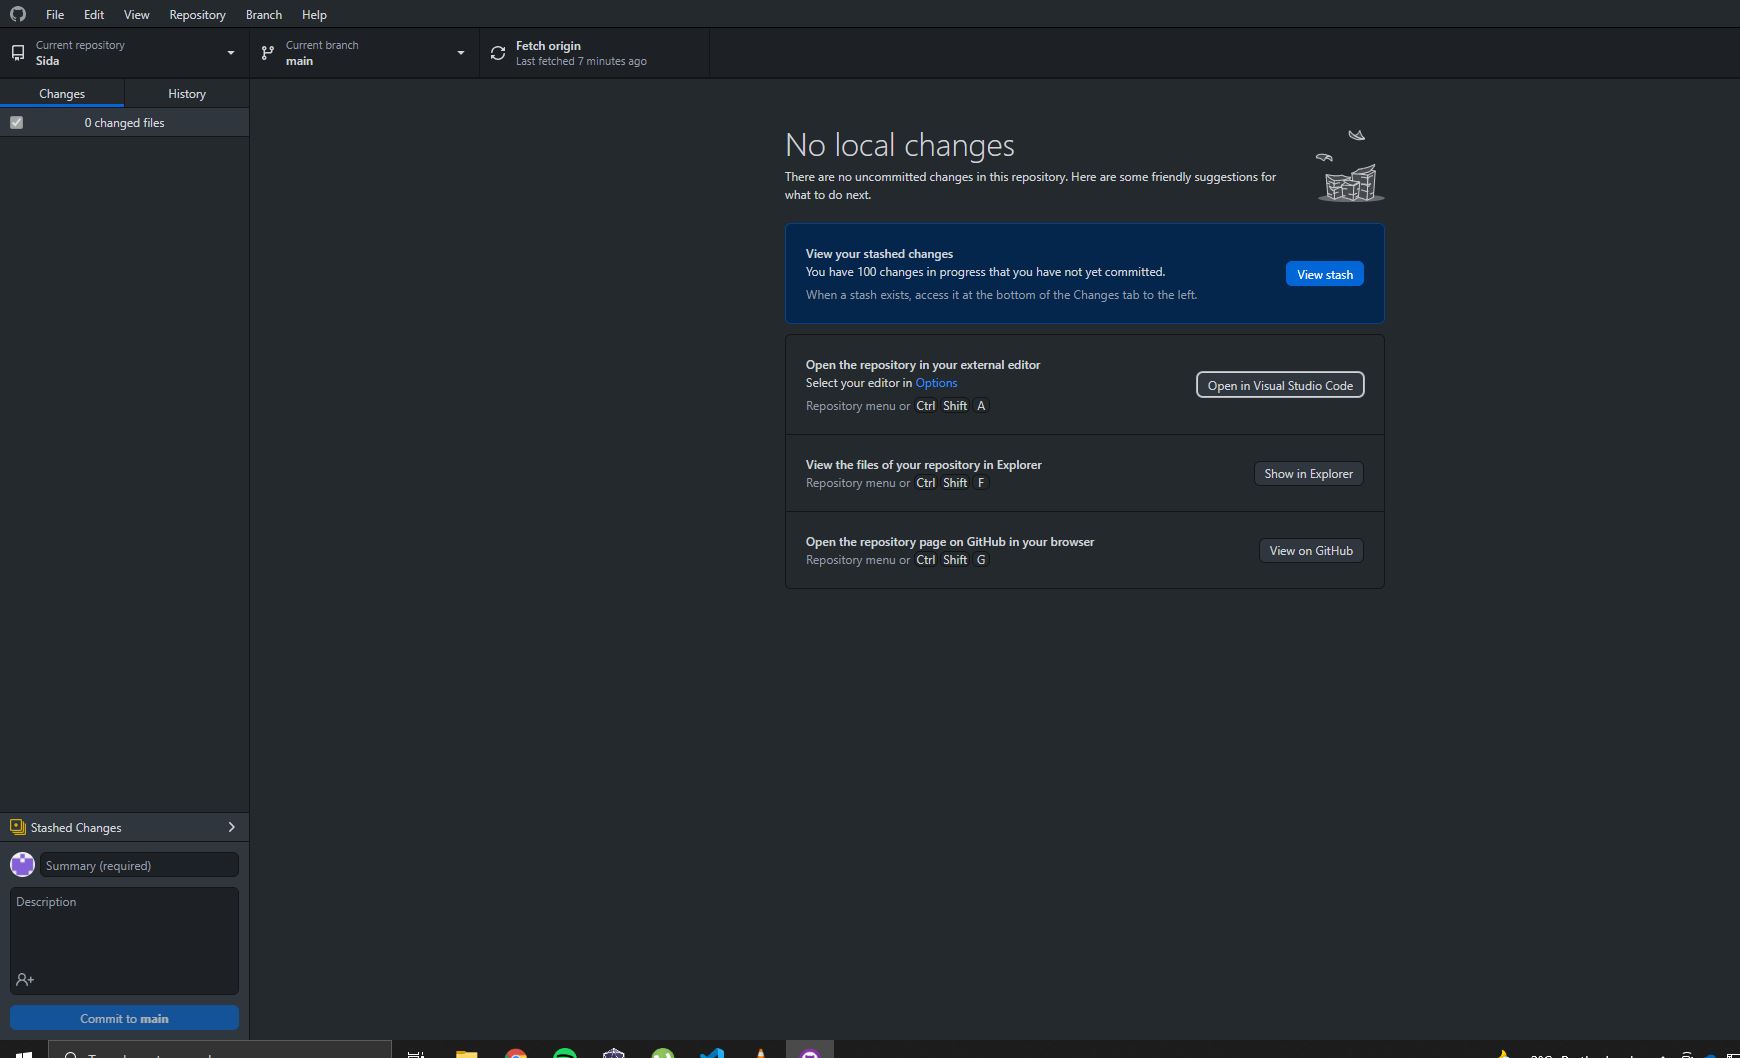 File Edit View Repository Branch Help
Current repository
Sida
Current branch
main
Fetch origin
Last fetched 7 minutes ago
Changes History
0 changed files
No local changes
There are no uncommitted changes in this repository. Here are some friendly suggestions for
what to do next.
View your stashed changes
You have 100 changes in progress that you have not yet committed.
When a stash exists, access it at the bottom of the Changes tab to the left.
View stash
Open the repository in your external editor
Select your editor in Options
Repository menu or Ctrl Shift A
Open in Visual Studio Code
View the files of your repository in Explorer
Repository menu or Ctrl Shift F
Show in Explorer
Open the repository page on GitHub in your browser
Repository menu or Ctrl Shift G
View on GitHub
Stashed Changes
Summary (required)
Description
Commit to main